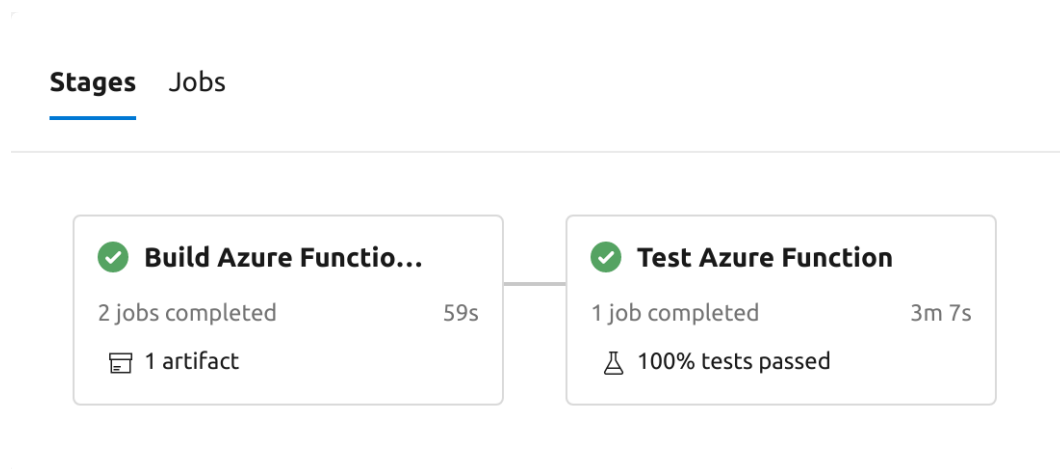 Stages Jobs
Build Azure Functio...
2 jobs completed 59s
1 artifact
Test Azure Function
1 job completed 3m 7s
100% tests passed